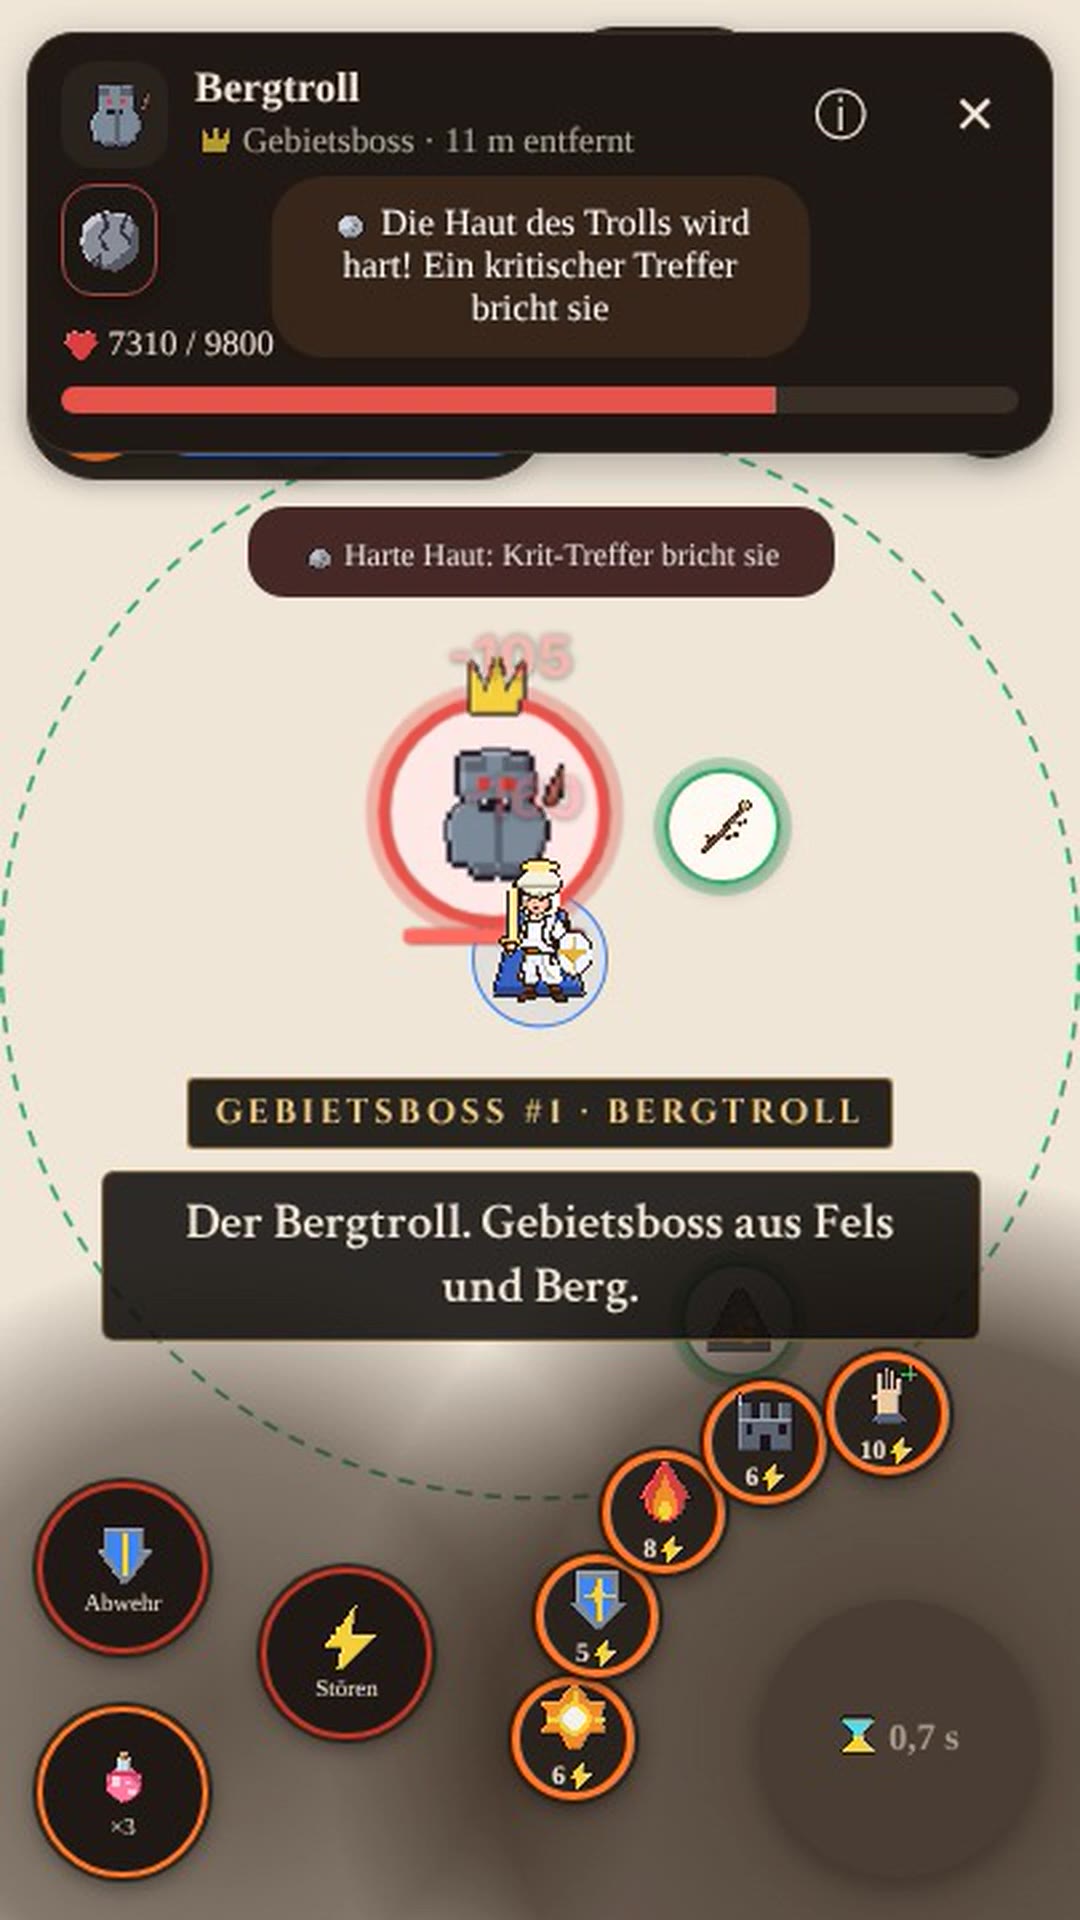 Bergtroll
Gebietsboss · 11 m entfernt
Die Haut des Trolls wird
hart! Ein kritischer Treffer
bricht sie
7310 / 9800
Harte Haut: Krit-Treffer bricht sie
-105
GEBIETSBOSS #1 · BERGTROLL
Der Bergtroll. Gebietsboss aus Fels
und Berg.
10
6
8
Abwehr
5
Stören
6
0,7 s
×3